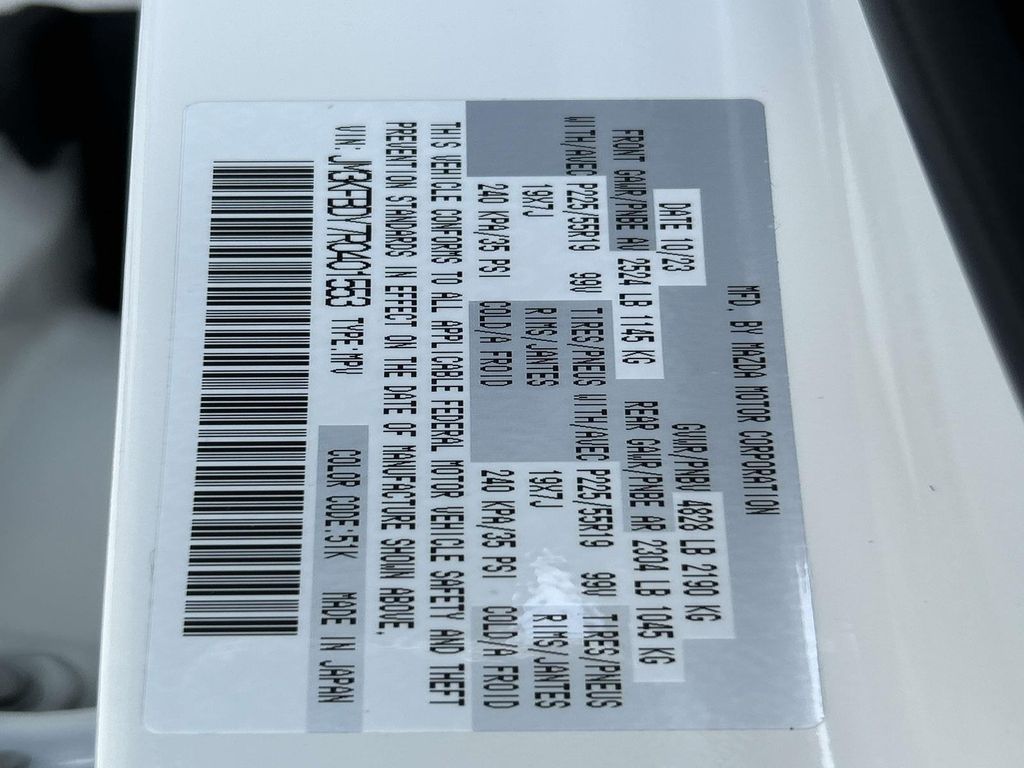 MFD. BY MAZDA MOTOR CORPORATION
DATE 10/23 GVWR/PNBV 4828 LB 2190 KG
FRONT GAWR/PNBE AV 2524 LB 1145 KG REAR GAWR/PNBE AR 2304 LB 1045 KG
WITH/AVEC P225/55R19 99V TIRES/PNEUS WITH/AVEC P225/55R19 99V TIRES/PNEUS
19X7J RIMS/JANTES 19X7J RIMS/JANTES
240 KPA/35 PSI COLD/A FROID 240 KPA/35 PSI COLD/A FROID
THIS VEHICLE CONFORMS TO ALL APPLICABLE FEDERAL MOTOR VEHICLE SAFETY AND THEFT
PREVENTION STANDARDS IN EFFECT ON THE DATE OF MANUFACTURE SHOWN ABOVE.
VIN: JM3KFBDY7R0401553 TYPE:MPV COLOR CODE:51K MADE IN JAPAN